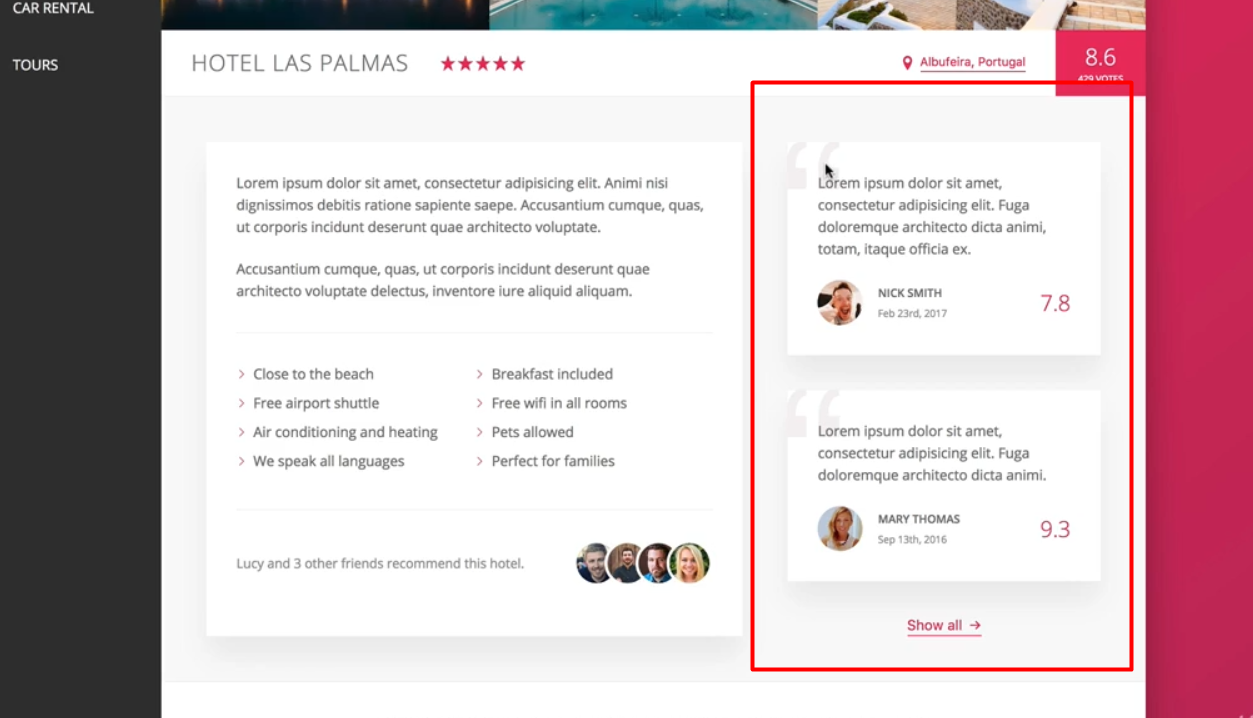 CAR RENTAL
TOURS
HOTEL LAS PALMAS
Albufeira, Portugal
8.6
429 VOTES
Lorem ipsum dolor sit amet, consectetur adipisicing elit. Animi nisi
dignissimos debitis ratione sapiente saepe. Accusantium cumque, quas,
ut corporis incidunt deserunt quae architecto voluptate.
Accusantium cumque, quas, ut corporis incidunt deserunt quae
architecto voluptate delectus, inventore iure aliquid aliquam.
Close to the beach
Free airport shuttle
Air conditioning and heating
We speak all languages
Breakfast included
Free wifi in all rooms
Pets allowed
Perfect for families
Lucy and 3 other friends recommend this hotel.
“
Lorem ipsum dolor sit amet,
consectetur adipisicing elit. Fuga
doloremque architecto dicta animi,
totam, itaque officia ex.
NICK SMITH
Feb 23rd, 2017
7.8
“
Lorem ipsum dolor sit amet,
consectetur adipisicing elit. Fuga
doloremque architecto dicta animi.
MARY THOMAS
Sep 13th, 2016
9.3
Show all →